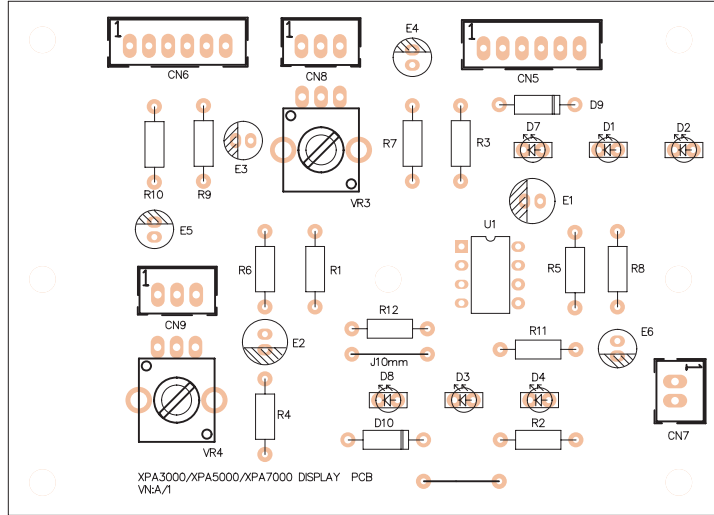 1
1
E4
1
CN6
CN8
CN5
D9
D7
D1
D2
R7
R3
E3
R10
R9
VR3
E1
E5
U1
R6
R1
R5
R8
1
CN9
R12
E2
R11
E6
J10mm
D8
D3
D4
1
R4
D10
R2
CN7
VR4
XPA3000/XPA5000/XPA7000 DISPLAY PCB
VN:A/1